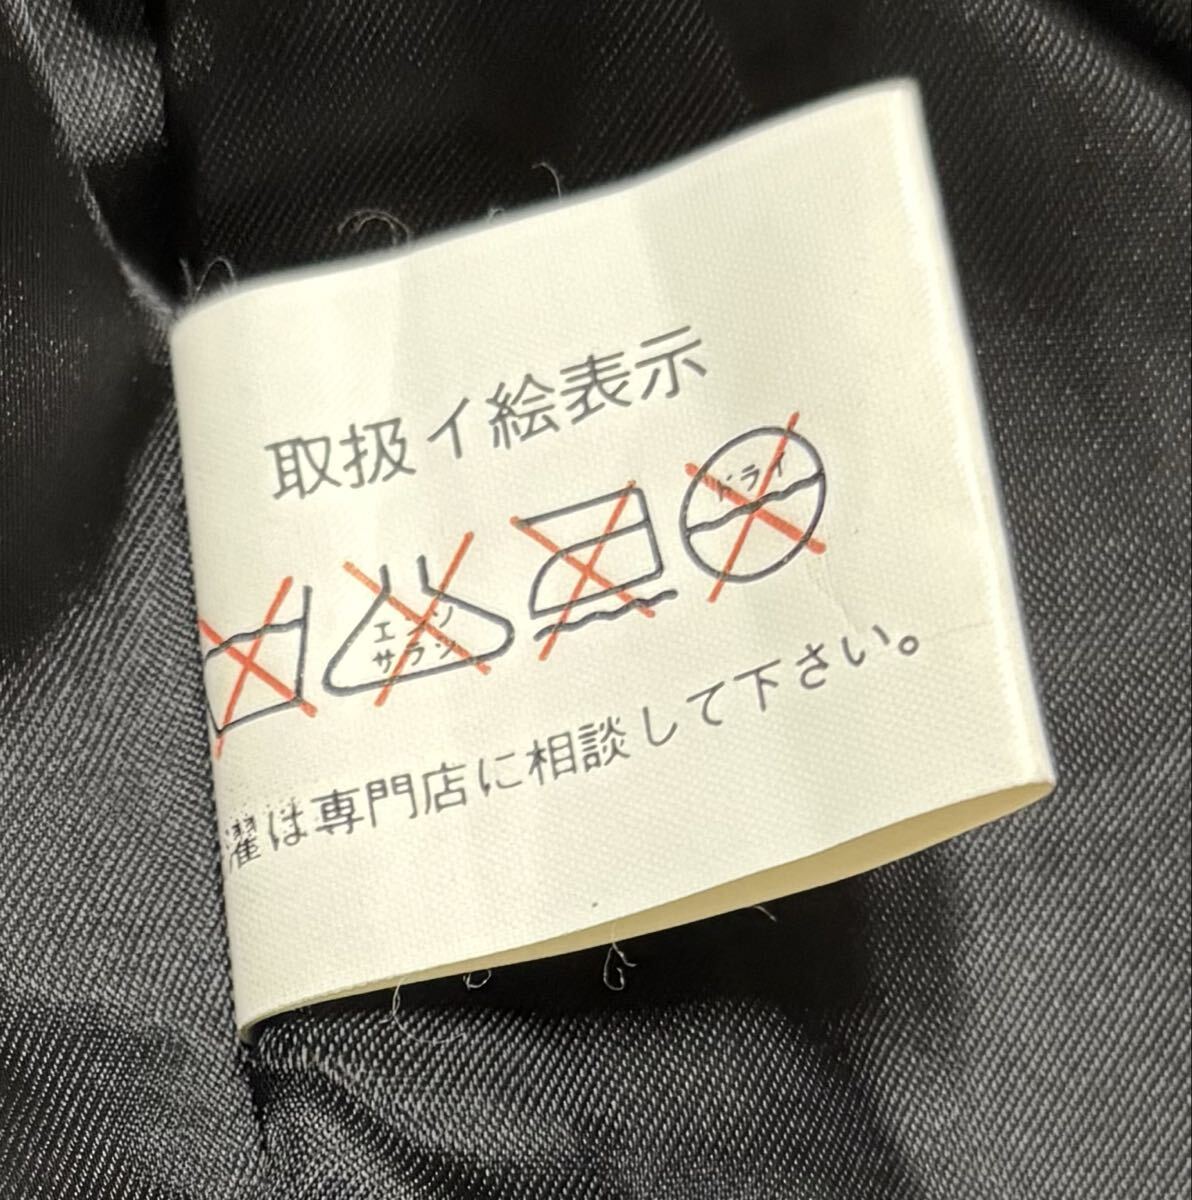 取扱イ絵表示
ドライ
エンソ
サラシ
濯は専門店に相談して下さい。